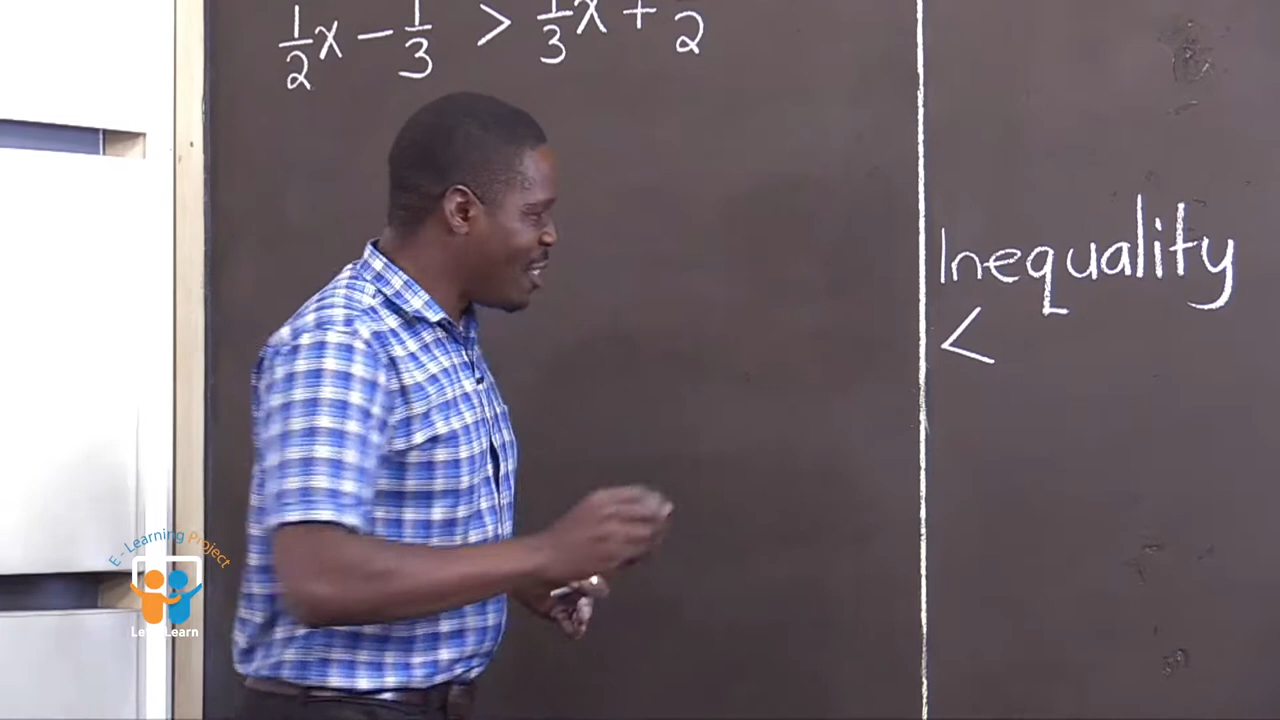 ½x − ⅓ > ⅓x + 2
Inequality
<
E - Learning Project
Let's Learn